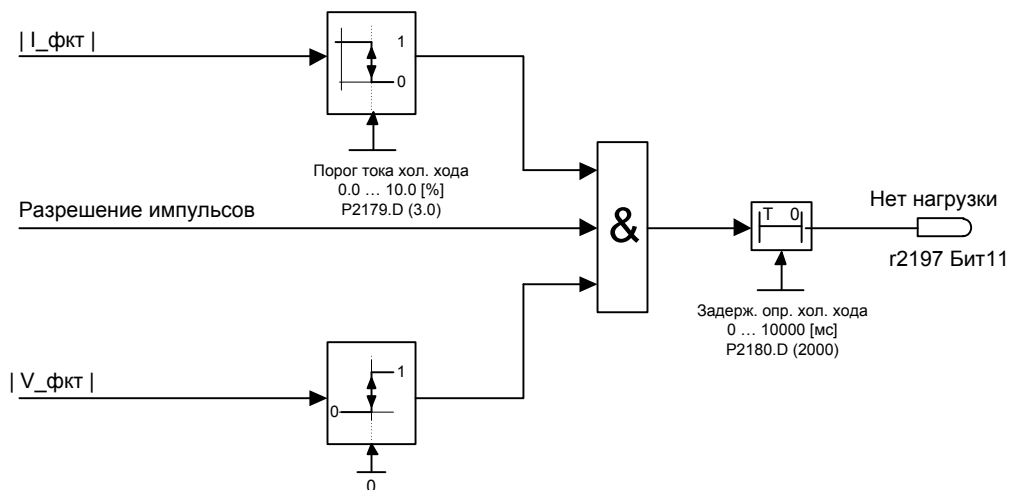 | I_фкт |
1
0
Порог тока хол. хода
0.0 … 10.0 [%]
P2179.D (3.0)
Разрешение импульсов
&
T 0
Нет нагрузки
r2197 Бит11
Задерж. опр. хол. хода
0 … 10000 [мс]
P2180.D (2000)
| V_фкт |
1
0
0